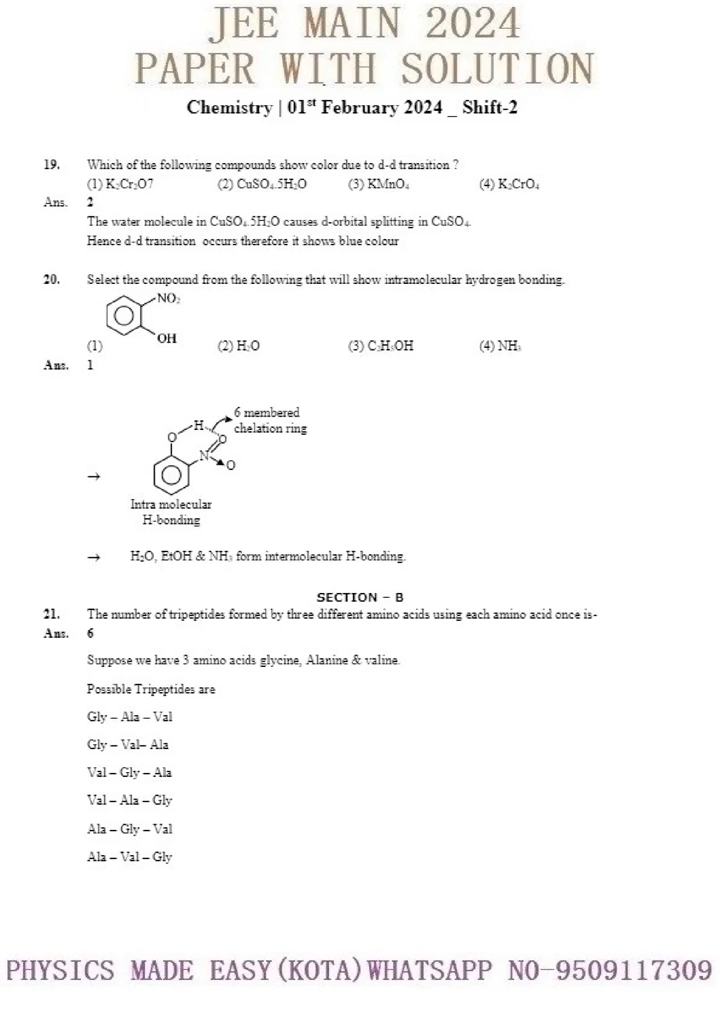 JEE MAIN 2024
PAPER WITH SOLUTION
Chemistry | 01st February 2024 _ Shift-2
19. Which of the following compounds show color due to d-d transition ?
(1) K₂Cr₂O7 (2) CuSO₄.5H₂O (3) KMnO₄ (4) K₂CrO₄
Ans. 2
The water molecule in CuSO₄.5H₂O causes d-orbital splitting in CuSO₄.
Hence d-d transition occurs therefore it shows blue colour
20. Select the compound from the following that will show intramolecular hydrogen bonding.
NO₂
OH
(1) (2) H₂O (3) C₂H₅OH (4) NH₃
Ans. 1
6 membered
H chelation ring
O O
N O
→
Intra molecular
H-bonding
→ H₂O, EtOH & NH₃ form intermolecular H-bonding.
SECTION – B
21. The number of tripeptides formed by three different amino acids using each amino acid once is-
Ans. 6
Suppose we have 3 amino acids glycine, Alanine & valine.
Possible Tripeptides are
Gly – Ala – Val
Gly – Val– Ala
Val – Gly – Ala
Val – Ala – Gly
Ala – Gly – Val
Ala – Val – Gly
PHYSICS MADE EASY(KOTA)WHATSAPP NO-9509117309